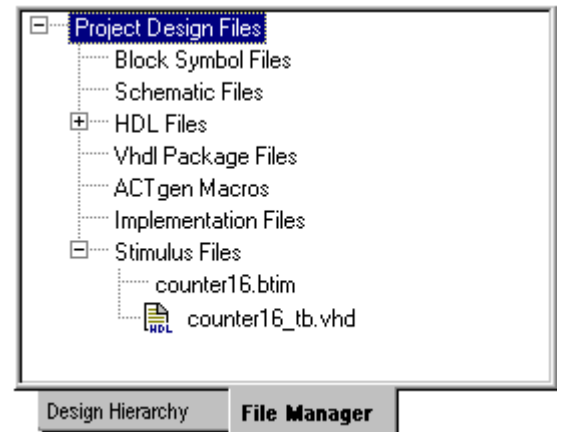 Project Design Files
Block Symbol Files
Schematic Files
HDL Files
Vhdl Package Files
ACTgen Macros
Implementation Files
Stimulus Files
counter16.btim
HDL counter16_tb.vhd
Design Hierarchy File Manager